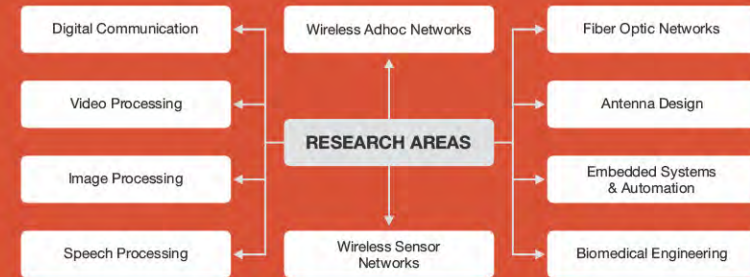 Digital Communication
Wireless Adhoc Networks
Fiber Optic Networks
Video Processing
Antenna Design
RESEARCH AREAS
Image Processing
Embedded Systems
& Automation
Speech Processing
Wireless Sensor
Networks
Biomedical Engineering